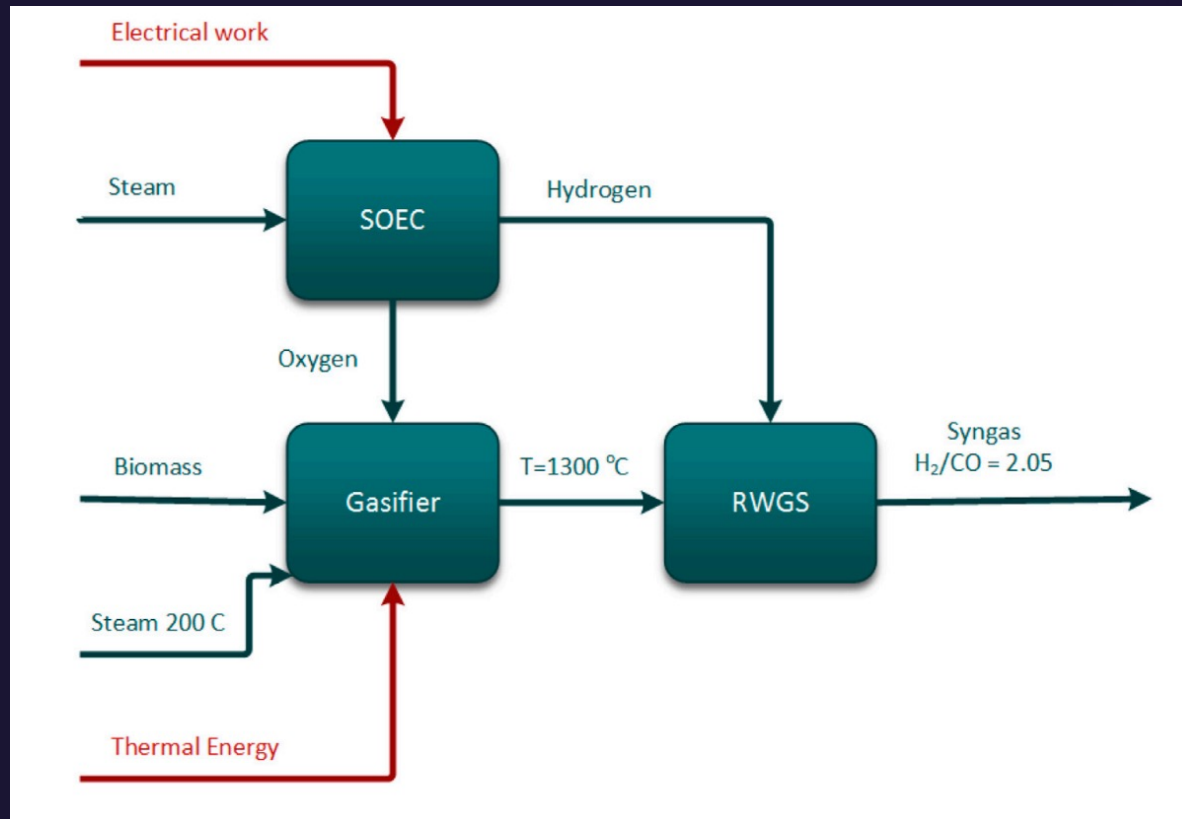 Electrical work
Steam
SOEC
Hydrogen
Oxygen
Biomass
Gasifier
T=1300 °C
RWGS
Syngas
H₂/CO = 2.05
Steam 200 C
Thermal Energy